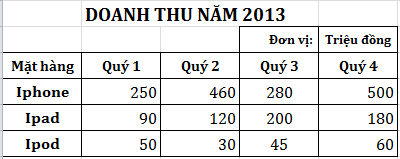 DOANH THU NĂM 2013
Đơn vị: Triệu đồng
Mặt hàng Quý 1 Quý 2 Quý 3 Quý 4
Iphone 250 460 280 500
Ipad 90 120 200 180
Ipod 50 30 45 60